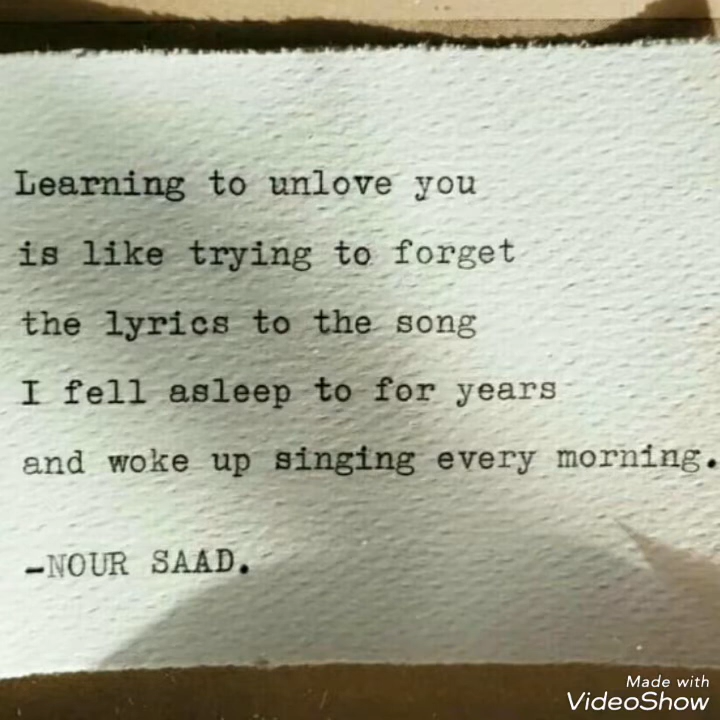 Learning to unlove you
is like trying to forget
the lyrics to the song
I fell asleep to for years
and woke up singing every morning.
-NOUR SAAD.
Made with
VideoShow